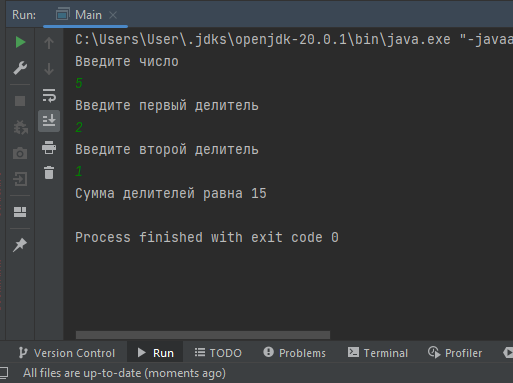 Run: Main
C:\Users\User\.jdks\openjdk-20.0.1\bin\java.exe "-javaa
Введите число
5
Введите первый делитель
2
Введите второй делитель
1
Сумма делителей равна 15
Process finished with exit code 0
Version Control Run TODO Problems Terminal Profiler
All files are up-to-date (moments ago)